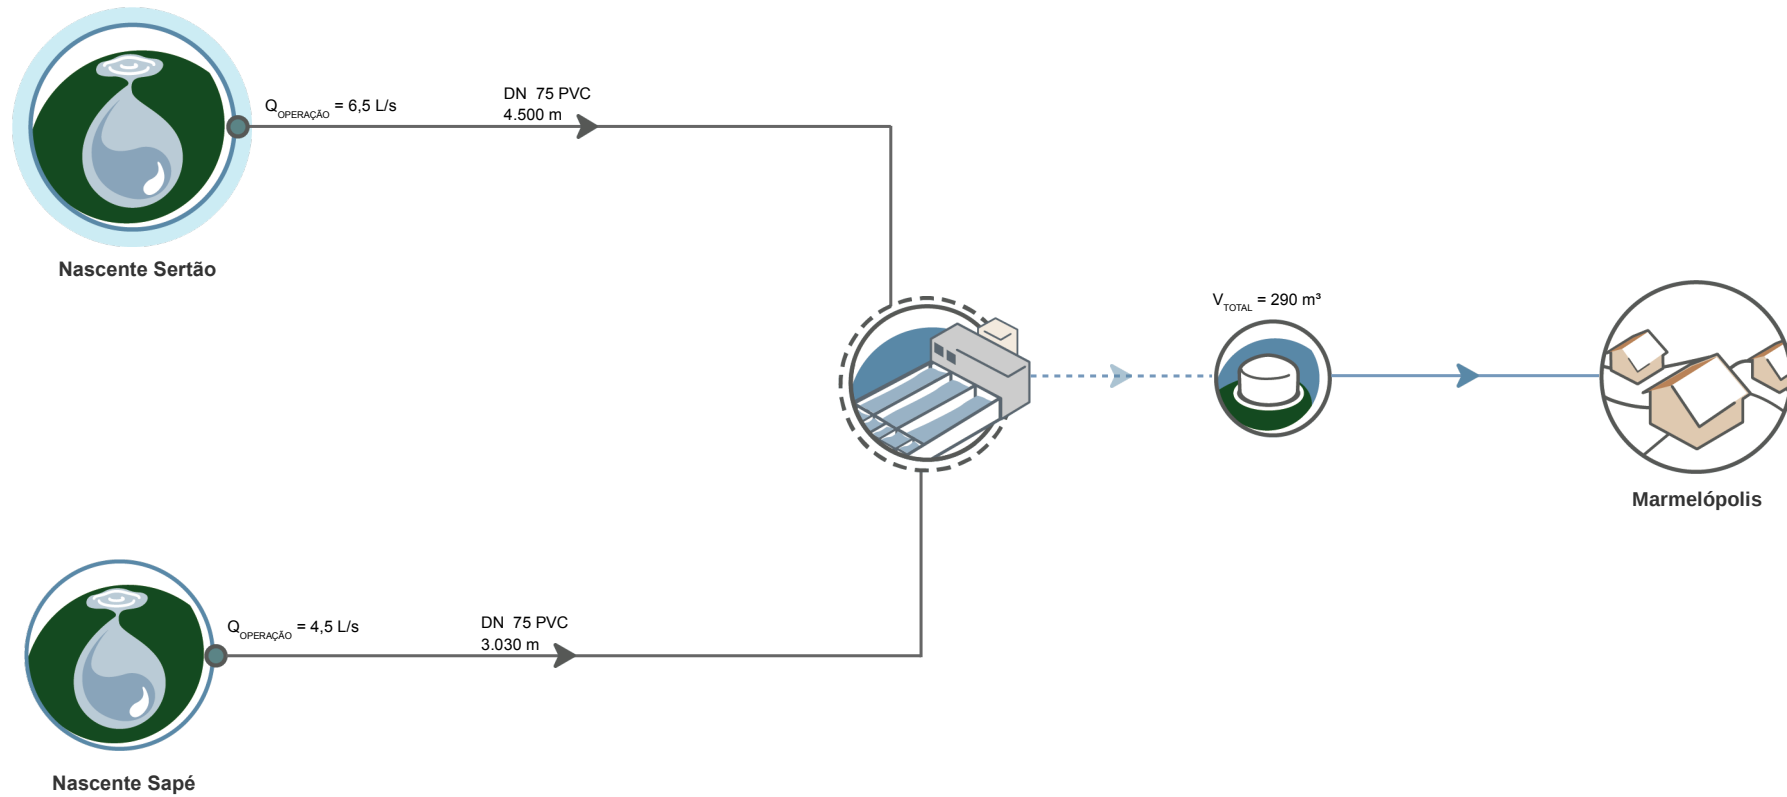 Q OPERAÇÃO = 6,5 L/s
DN 75 PVC
4.500 m
Nascente Sertão
V TOTAL = 290 m³
Marmelópolis
Q OPERAÇÃO = 4,5 L/s
DN 75 PVC
3.030 m
Nascente Sapé